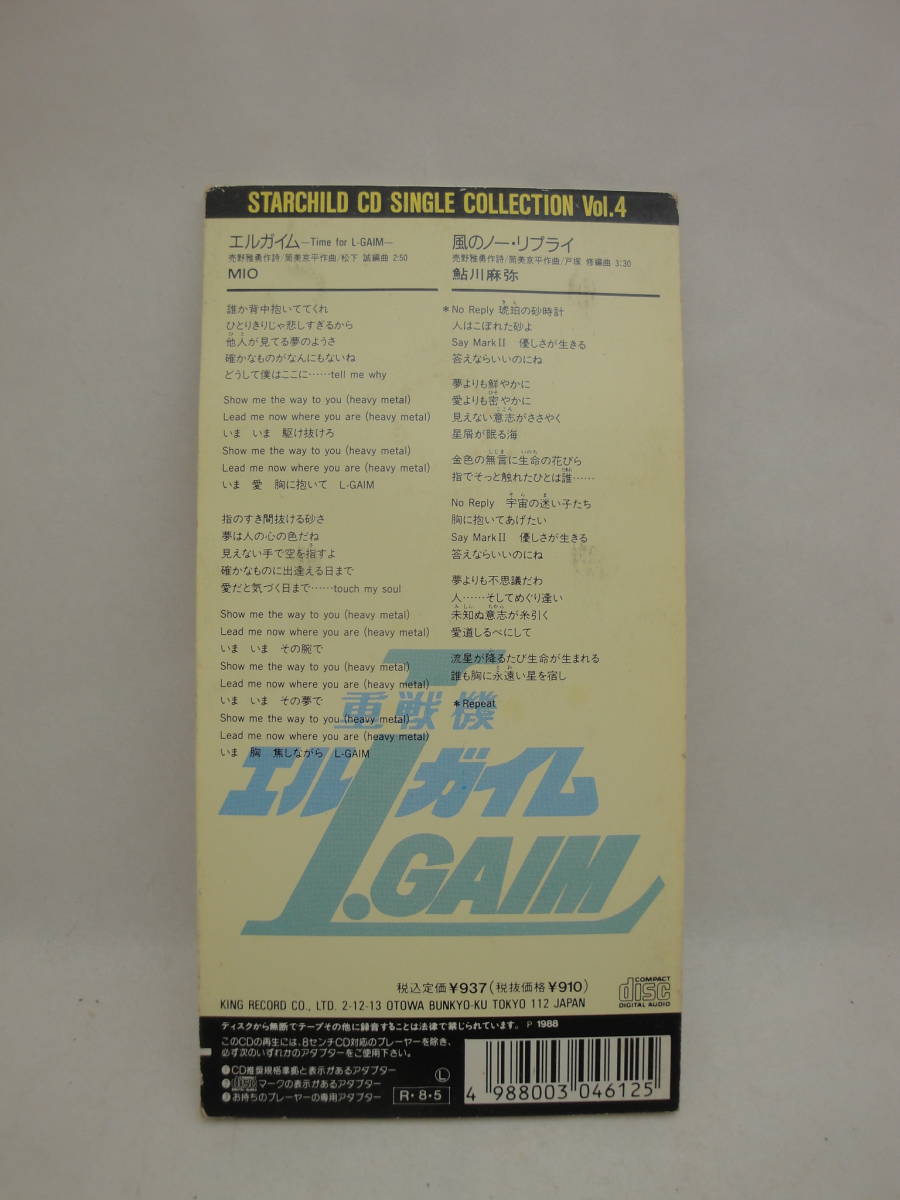 STARCHILD CD SINGLE COLLECTION Vol.4
エルガイム—Time for L-GAIM—
売野雅勇作詩/筒美京平作曲/松下 誠編曲 2:50
MIO
誰か背中抱いててくれ
ひとりきりじゃ悲しすぎるから
他人が見てる夢のようさ
確かなものがなんにもないね
どうして僕はここに……tell me why
Show me the way to you (heavy metal)
Lead me now where you are (heavy metal)
いま いま 駆け抜けろ
Show me the way to you (heavy metal)
Lead me now where you are (heavy metal)
いま 愛 胸に抱いて L-GAIM
指のすき間抜ける砂さ
夢は人の心の色だね
見えない手で空を指すよ
確かなものに出逢える日まで
愛だと気づく日まで……touch my soul
Show me the way to you (heavy metal)
Lead me now where you are (heavy metal)
いま いま その腕で
Show me the way to you (heavy metal)
Lead me now where you are (heavy metal)
いま いま その夢で
Show me the way to you (heavy metal)
Lead me now where you are (heavy metal)
いま 胸 焦しながら L-GAIM
風のノー・リプライ
売野雅勇作詩/筒美京平作曲/戸塚 修編曲 3:30
鮎川麻弥
*No Reply 琥珀の砂時計
人はこぼれた砂よ
Say MarkⅡ 優しさが生きる
答えならいいのにね
夢よりも鮮やかに
愛よりも密やかに
見えない意志がささやく
星屑が眠る海
金色の無言に生命の花びら
指でそっと触れたひとは誰……
No Reply 宇宙の迷い子たち
胸に抱いてあげたい
Say MarkⅡ 優しさが生きる
答えならいいのにね
夢よりも不思議だわ
人……そしてめぐり逢い
未知ぬ意志が糸引く
愛道しるべにして
流星が降るたび生命が生まれる
誰も胸に永遠い星を宿し
*Repeat
重戦機
エルガイム
L.GAIM
税込定価¥937(税抜価格¥910)
KING RECORD CO., LTD. 2-12-13 OTOWA BUNKYO-KU TOKYO 112 JAPAN
COMPACT
disc
DIGITAL AUDIO
ディスクから無断でテープその他に録音することは法律で禁じられています。 Ⓟ 1988
このCDの再生には、8センチCD対応のプレーヤーを除き、
必ず次のいずれかのアダプターをご使用下さい。
❶CD推奨規格準拠と表示があるアダプター
❷disc マークの表示があるアダプター
❸お持ちのプレーヤーの専用アダプター
Ⓛ
R・8・5
4 988003 046125